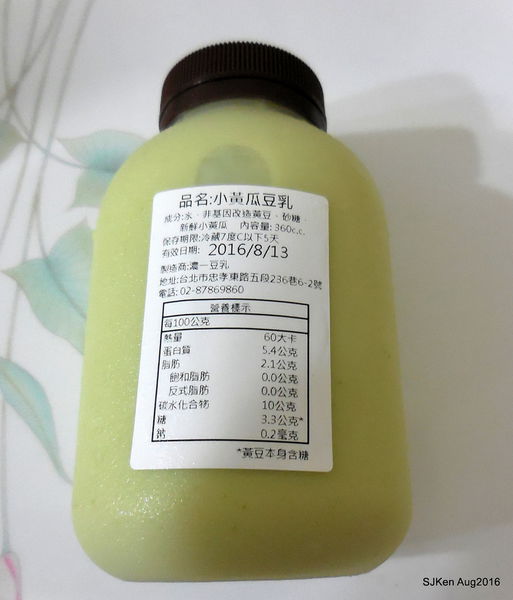 品名:小黃瓜豆乳
成分:水、非基因改造黃豆、砂糖、
新鮮小黃瓜 內容量:360c.c.
保存期限:冷藏7度C以下5天
有效日期: 2016/8/13
製造商:濃一豆乳
地址:台北市忠孝東路五段236巷6-2號
電話: 02-87869860
營養標示
每100公克
熱量 60大卡
蛋白質 5.4公克
脂肪 2.1公克
飽和脂肪 0.0公克
反式脂肪 0.0公克
碳水化合物 10公克
糖 3.3公克*
鈉 0.2毫克
*黃豆本身含糖
SJKen Aug2016